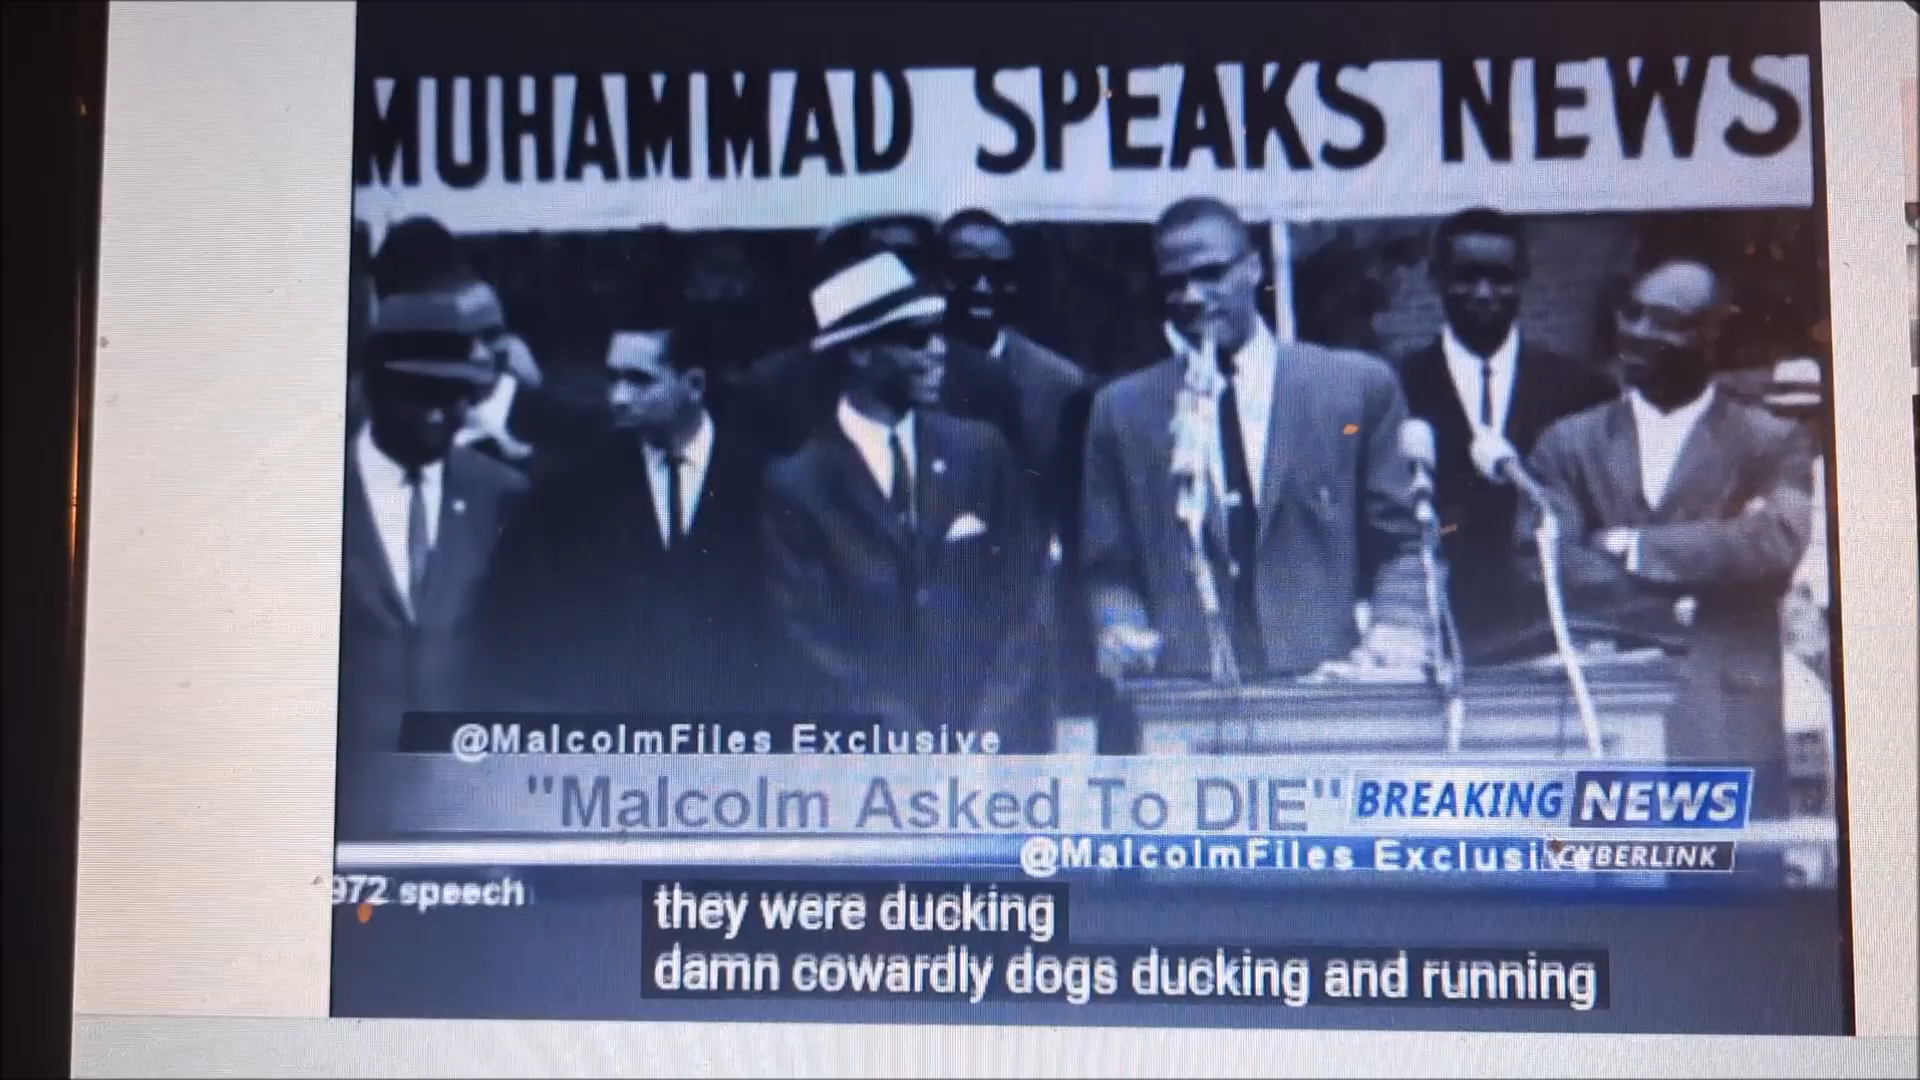 MUHAMMAD SPEAKS NEWS
@MalcolmFiles Exclusive
"Malcolm Asked To DIE" BREAKING NEWS
@MalcolmFiles Exclusive CYBERLINK
972 speech
they were ducking
damn cowardly dogs ducking and running